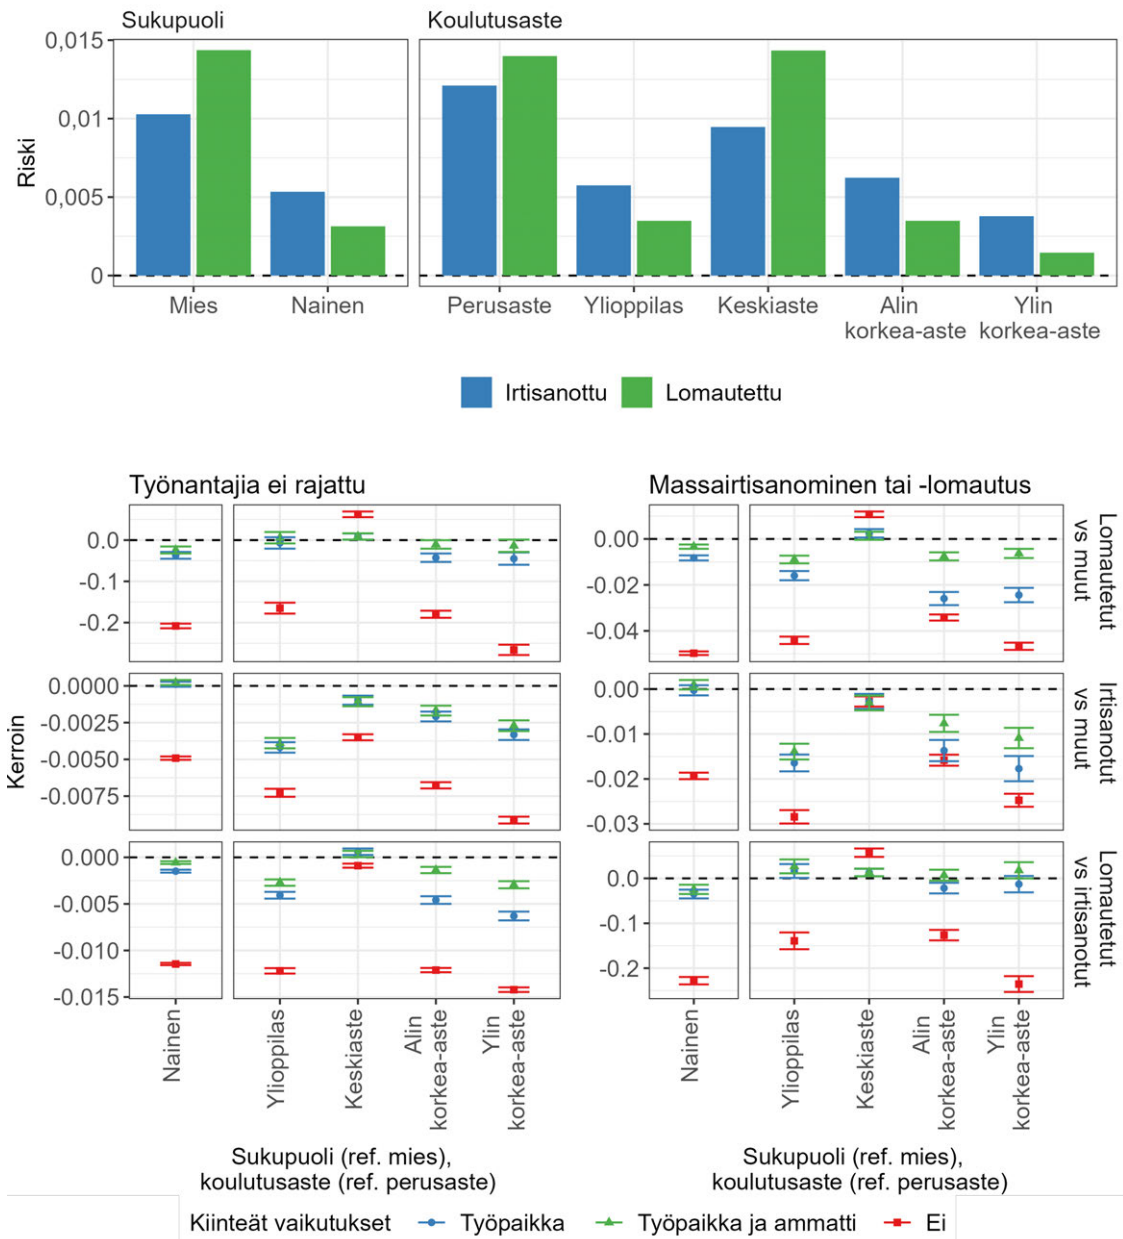 Sukupuoli
Koulutusaste
Riski
0,015
0,01
0,005
0
Mies
Nainen
Perusaste
Ylioppilas
Keskiaste
Alin
korkea-aste
Ylin
korkea-aste
Irtisanottu
Lomautettu
Työnantajia ei rajattu
Massairtisanominen tai -lomautus
Kerroin
0.0
-0.1
-0.2
0.00
-0.02
-0.04
Lomautetut
vs muut
0.0000
-0.0025
-0.0050
-0.0075
0.00
-0.01
-0.02
-0.03
Irtisanotut
vs muut
0.000
-0.005
-0.010
-0.015
0.0
-0.1
-0.2
Lomautetut
vs irtisanotut
Nainen
Ylioppilas
Keskiaste
Alin
korkea-aste
Ylin
korkea-aste
Nainen
Ylioppilas
Keskiaste
Alin
korkea-aste
Ylin
korkea-aste
Sukupuoli (ref. mies),
koulutusaste (ref. perusaste)
Sukupuoli (ref. mies),
koulutusaste (ref. perusaste)
Kiinteät vaikutukset
Työpaikka
Työpaikka ja ammatti
Ei